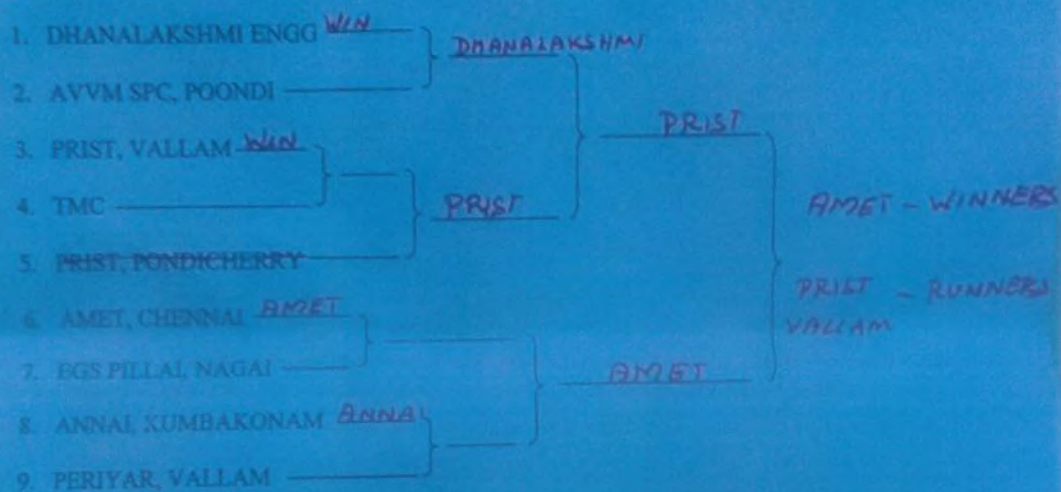 1. DHANALAKSHMI ENGG WIN
DHANALAKSHMI
2. AVVM SPC, POONDI
PRIST
3. PRIST, VALLAM WIN
4. TMC
PRIST
AMET - WINNERS
5. PRIST, PONDICHERRY
PRIST - RUNNERS
VALLAM
6. AMET, CHENNAI AMET
7. EGS PILLAI, NAGAI
AMET
8. ANNAI, KUMBAKONAM ANNAI
9. PERIYAR, VALLAM